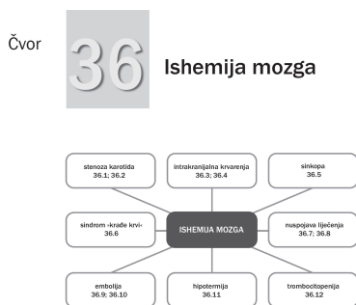 Čvor
36
Ishemija mozga
stenoza karotida
36.1; 36.2
intrakranijalna krvarenja
36.3; 36.4
sinkopa
36.5
sindrom -krađe krvi-
36.6
ISHEMIJA MOZGA
nuspojava liječenja
36.7; 36.8
embolija
36.9; 36.10
hipotermija
36.11
trombocitopenija
36.12